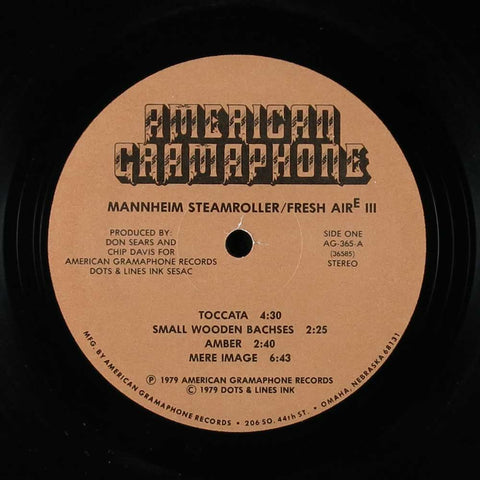 AMERICAN
GRAMAPHONE
MANNHEIM STEAMROLLER/FRESH AIRE III
PRODUCED BY:
DON SEARS AND
CHIP DAVIS FOR
AMERICAN GRAMAPHONE RECORDS
DOTS & LINES INK SESAC
SIDE ONE
AG-365-A
(36585)
STEREO
TOCCATA 4:30
SMALL WOODEN BACHSES 2:25
AMBER 2:40
MERE IMAGE 6:43
Ⓟ 1979 AMERICAN GRAMAPHONE RECORDS
© 1979 DOTS & LINES INK
MFG. BY AMERICAN GRAMAPHONE RECORDS • 206 SO. 44th ST. • OMAHA, NEBRASKA 68131